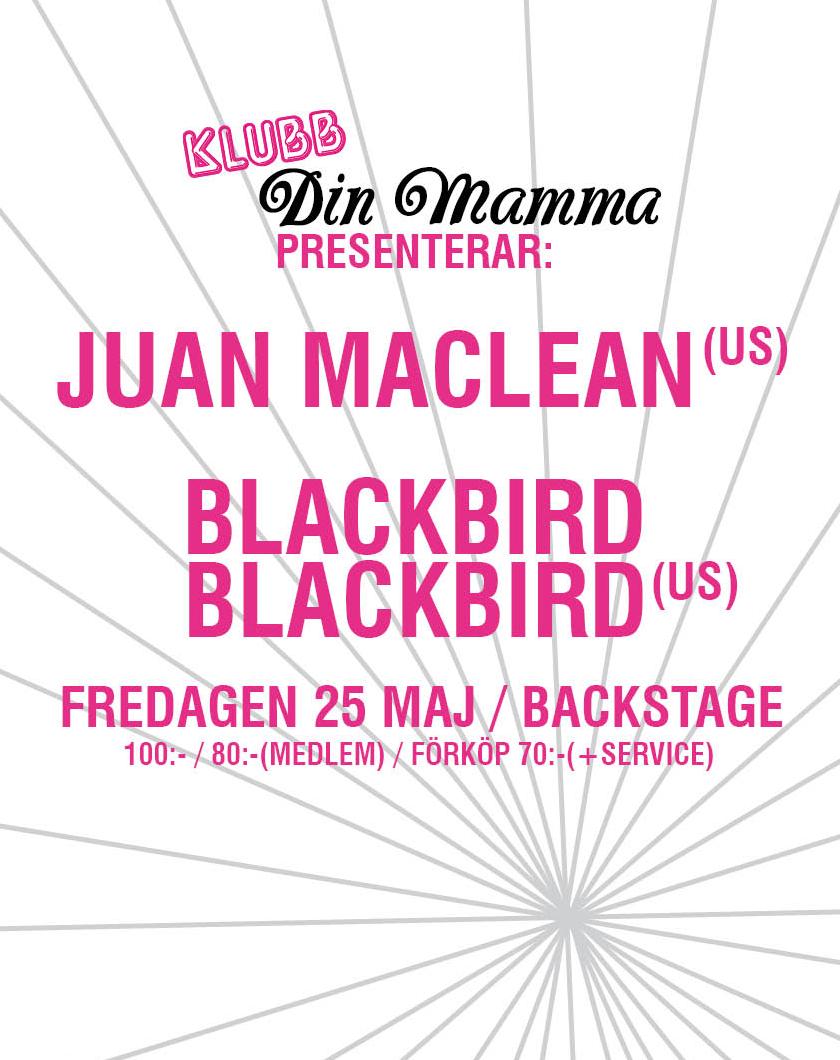 KLUBB
Din Mamma
PRESENTERAR:
JUAN MACLEAN (US)
BLACKBIRD
BLACKBIRD (US)
FREDAGEN 25 MAJ / BACKSTAGE
100:- / 80:-(MEDLEM) / FÖRKÖP 70:-(+SERVICE)